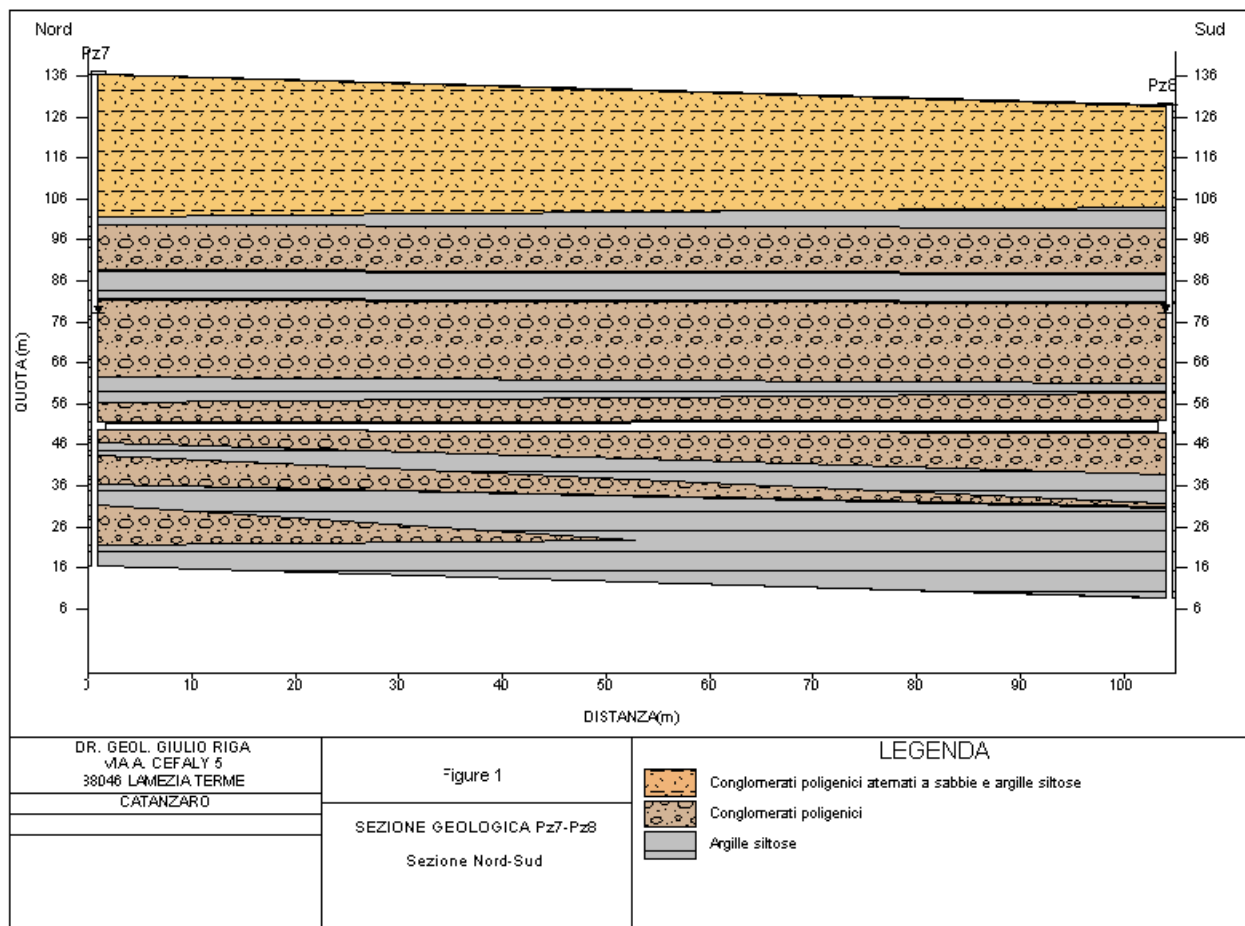 Nord
Sud
Pz7
Pz8
136
126
116
106
96
86
76
66
56
46
36
26
16
6
136
126
116
106
96
86
76
66
56
46
36
26
16
6
QUOTA(m)
0 10 20 30 40 50 60 70 80 90 100
DISTANZA(m)
DR. GEOL. GIULIO RIGA
VIA A. CEFALY 5
88046 LAMEZIA TERME
CATANZARO
Figure 1
SEZIONE GEOLOGICA Pz7-Pz8
Sezione Nord-Sud
LEGENDA
Conglomerati poligenici aternati a sabbie e argille siltose
Conglomerati poligenici
Argille siltose